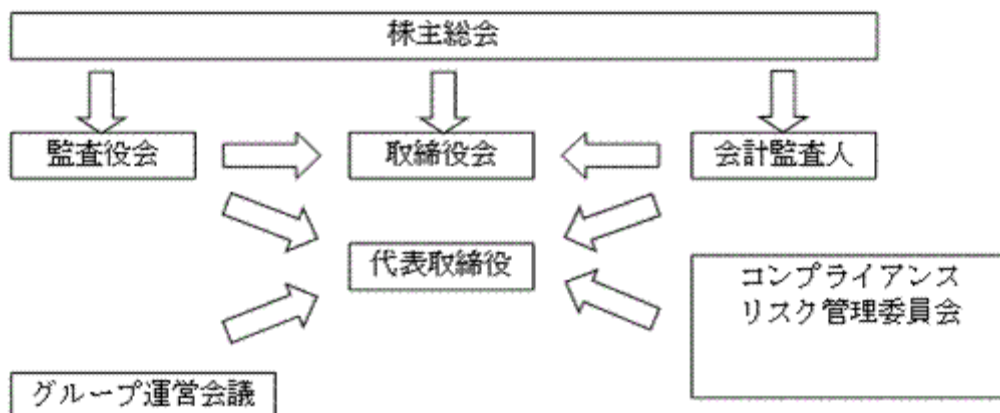 株主総会
監査役会
取締役会
会計監査人
代表取締役
コンプライアンス
リスク管理委員会
グループ運営会議